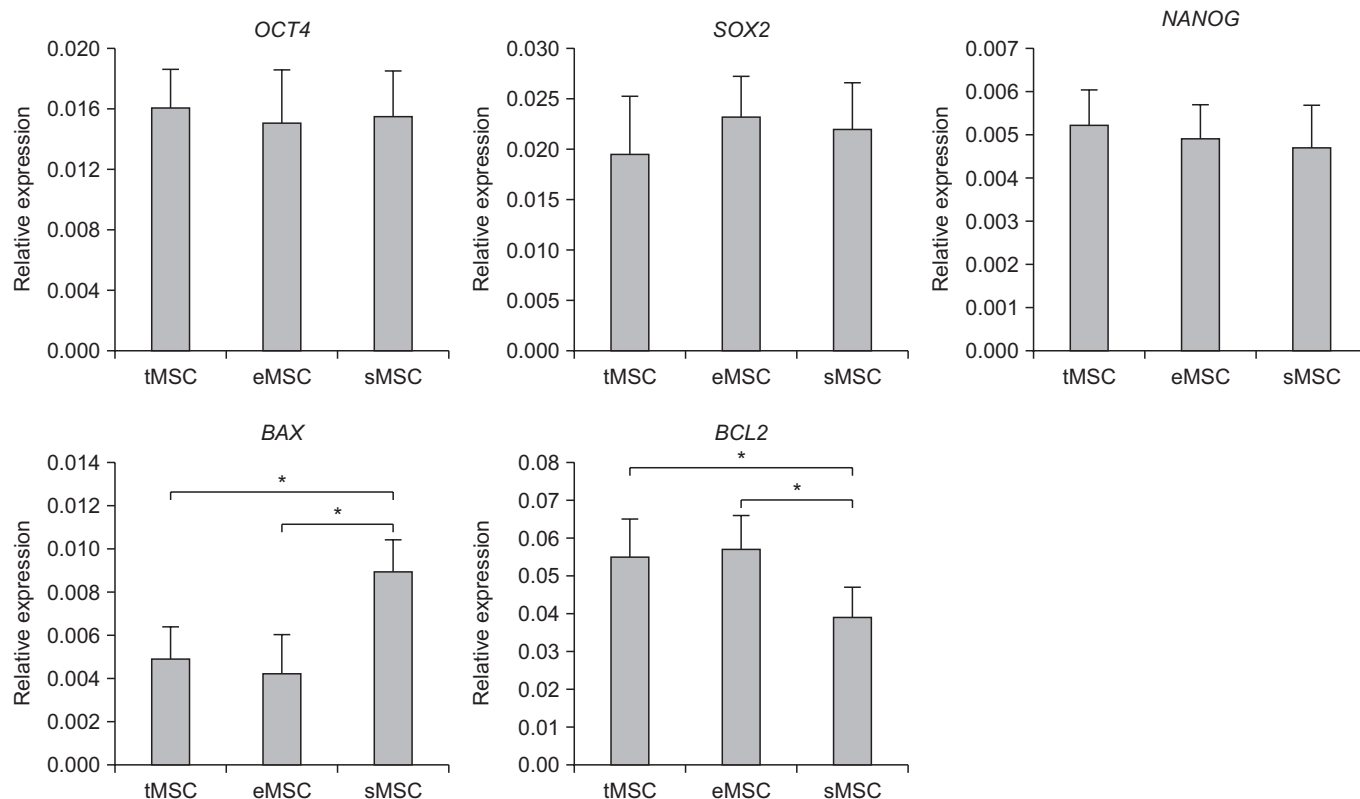 OCT4
0.020
0.016
0.012
0.008
0.004
0.000
Relative expression
tMSC eMSC sMSC
SOX2
0.030
0.025
0.020
0.015
0.010
0.005
0.000
Relative expression
tMSC eMSC sMSC
NANOG
0.007
0.006
0.005
0.004
0.003
0.002
0.001
0.000
Relative expression
tMSC eMSC sMSC
BAX
0.014
0.012
0.010
0.008
0.006
0.004
0.002
0.000
Relative expression
*
*
tMSC eMSC sMSC
BCL2
0.08
0.07
0.06
0.05
0.04
0.03
0.02
0.01
0.00
Relative expression
*
*
tMSC eMSC sMSC